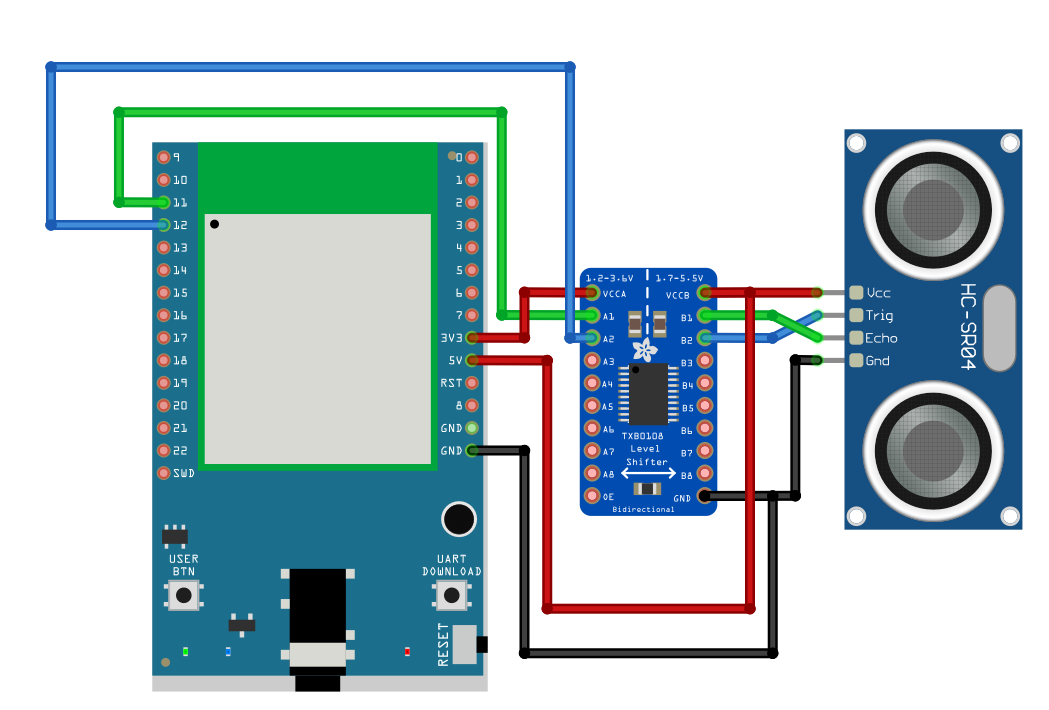 9
10
11
12
13
14
15
16
17
18
19
20
21
22
SWD
0
1
2
3
4
5
6
7
3V3
5V
RST
8
GND
GND
USER
BTN
UART
DOWNLOAD
RESET
1.2-3.6V
1.7-5.5V
VCCA
A1
A2
A3
A4
A5
A6
A7
A8
OE
VCCB
B1
B2
B3
B4
B5
B6
B7
B8
GND
TXB0108
Level
Shifter
Bidirectional
Vcc
Trig
Echo
Gnd
HC-SR04